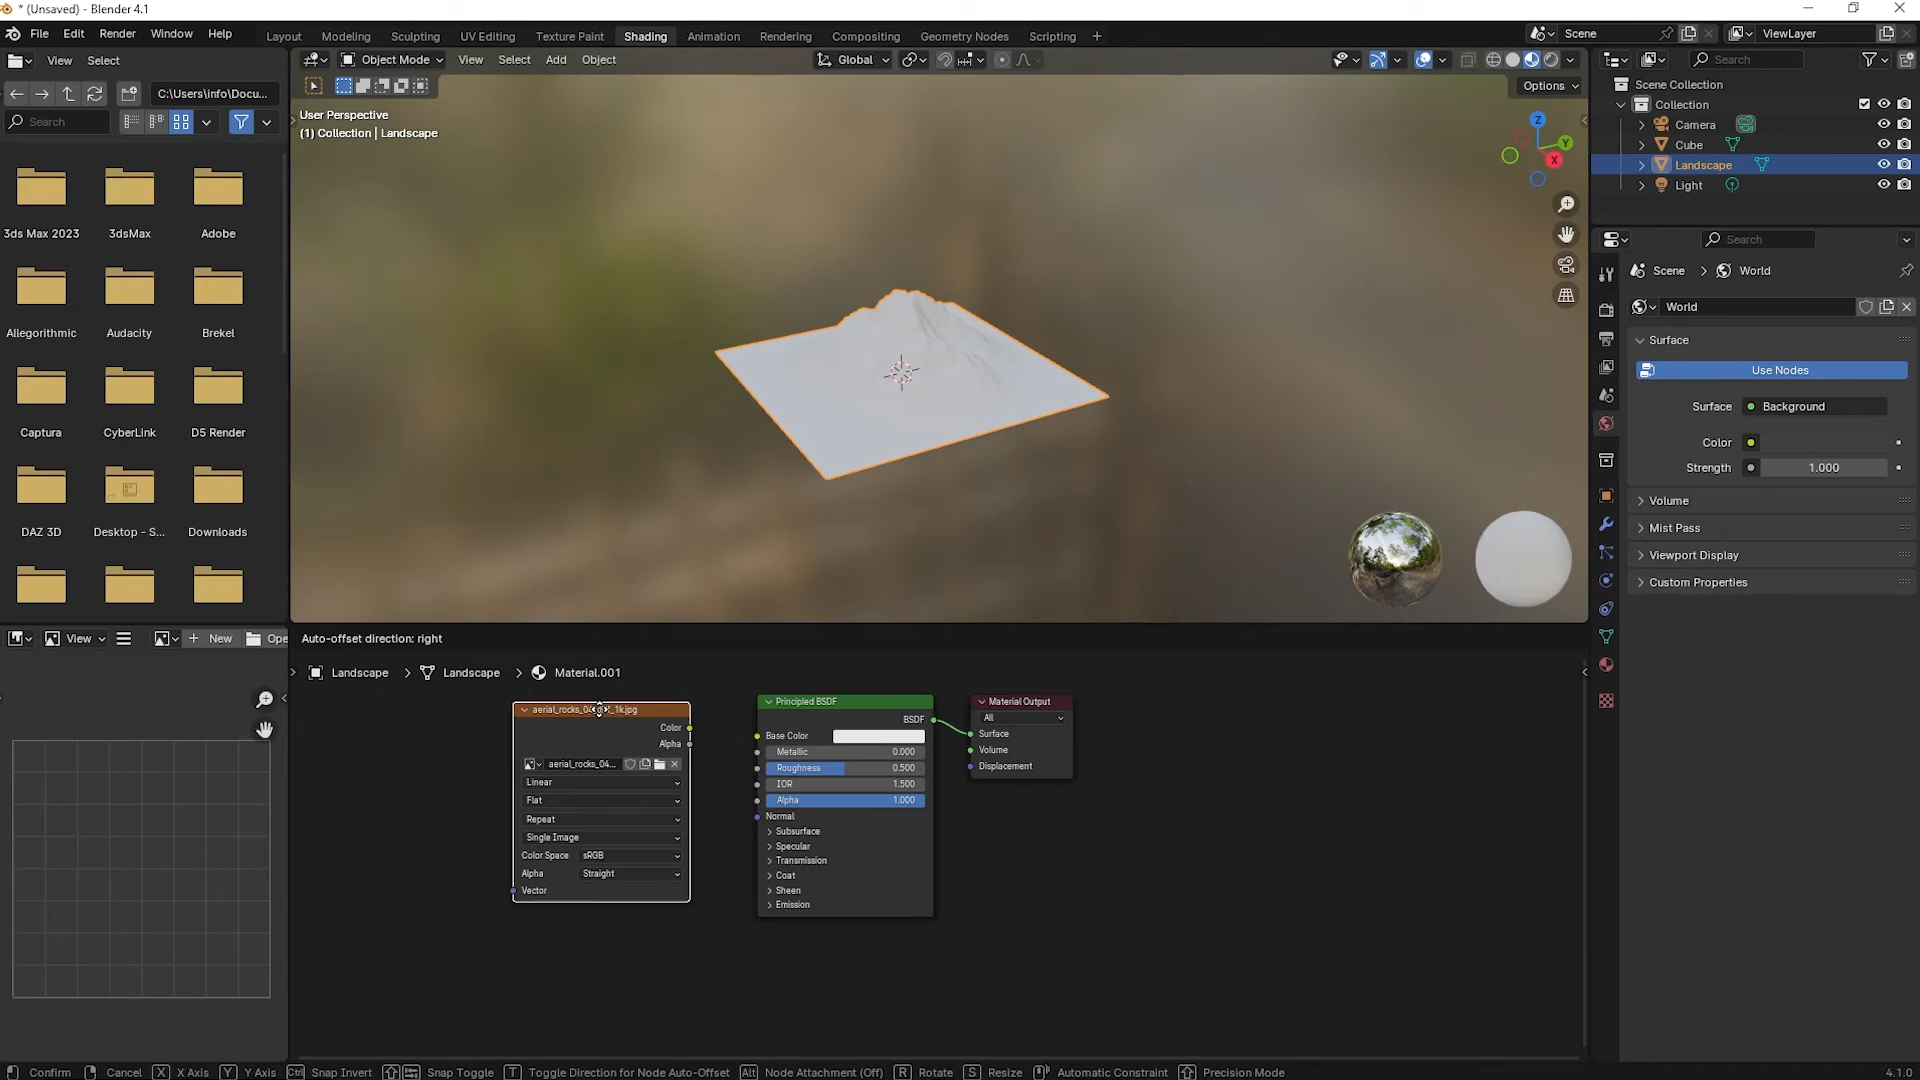 * (Unsaved) - Blender 4.1
File Edit Render Window Help
Layout Modeling Sculpting UV Editing Texture Paint Shading Animation Rendering Compositing Geometry Nodes Scripting +
Scene
ViewLayer
View Select
C:\Users\info\Docu...
Search
3ds Max 2023 3dsMax Adobe
Allegorithmic Audacity Brekel
Captura CyberLink D5 Render
DAZ 3D Desktop - S... Downloads
Object Mode View Select Add Object
Global
Options
User Perspective
(1) Collection | Landscape
Z
Y
X
Search
Scene Collection
Collection
Camera
Cube
Landscape
Light
Search
Scene > World
World
Surface
Use Nodes
Surface Background
Color
Strength 1.000
Volume
Mist Pass
Viewport Display
Custom Properties
View + New Ope
Auto-offset direction: right
Landscape > Landscape > Material.001
Color
Alpha
aerial_rocks_04...
Linear
Flat
Repeat
Single Image
Color Space sRGB
Alpha Straight
Vector
Principled BSDF
BSDF
Base Color
Metallic 0.000
Roughness 0.500
IOR 1.500
Alpha 1.000
Normal
Subsurface
Specular
Transmission
Coat
Sheen
Emission
Material Output
All
Surface
Volume
Displacement
Confirm Cancel X X Axis Y Y Axis Ctrl Snap Invert Snap Toggle T Toggle Direction for Node Auto-Offset Alt Node Attachment (Off) R Rotate S Resize Automatic Constraint Precision Mode
4.1.0